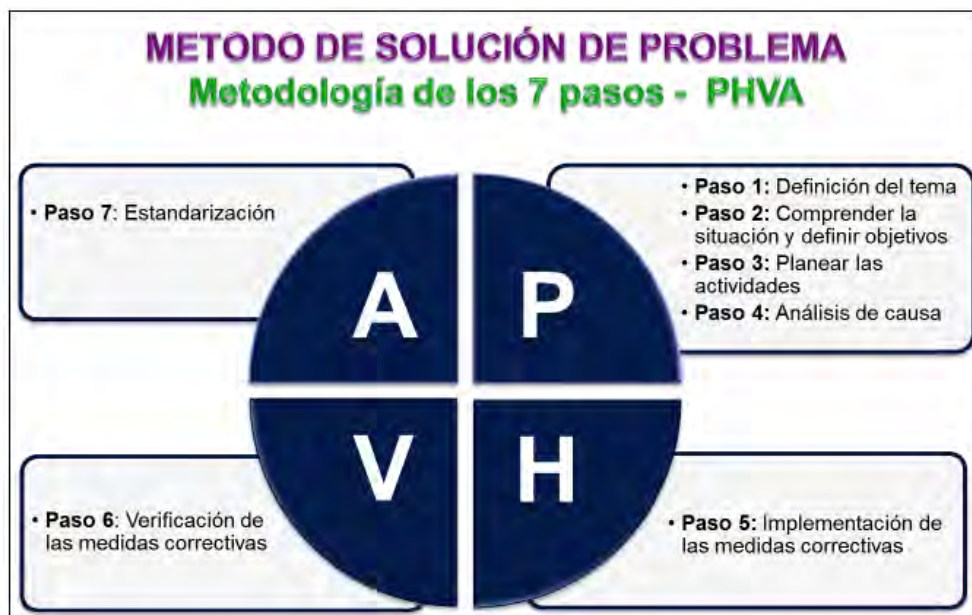 METODO DE SOLUCIÓN DE PROBLEMA
Metodología de los 7 pasos - PHVA
• Paso 7: Estandarización
• Paso 1: Definición del tema
• Paso 2: Comprender la
situación y definir objetivos
• Paso 3: Planear las
actividades
• Paso 4: Análisis de causa
A
P
V
H
• Paso 6: Verificación de
las medidas correctivas
• Paso 5: Implementación de
las medidas correctivas